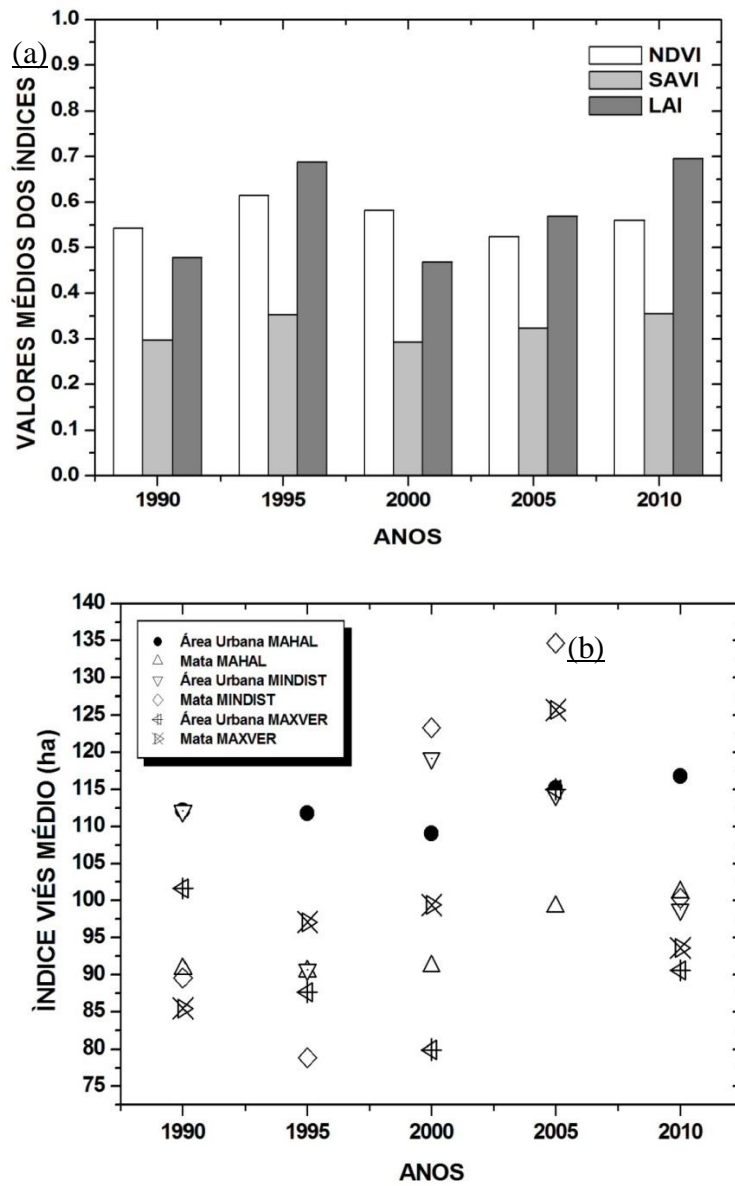 (a)
VALORES MÉDIOS DOS ÍNDICES
1.0
0.9
0.8
0.7
0.6
0.5
0.4
0.3
0.2
0.1
0.0
NDVI
SAVI
LAI
1990 1995 2000 2005 2010
ANOS
(b)
ÌNDICE VIÉS MÉDIO (ha)
140
135
130
125
120
115
110
105
100
95
90
85
80
75
Área Urbana MAHAL
Mata MAHAL
Área Urbana MINDIST
Mata MINDIST
Área Urbana MAXVER
Mata MAXVER
1990 1995 2000 2005 2010
ANOS